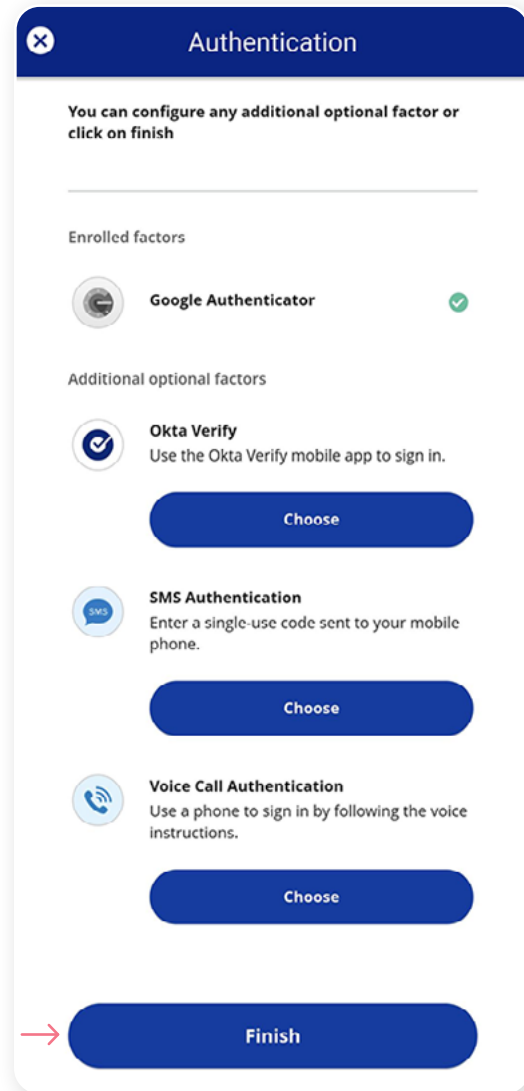 Authentication
You can configure any additional optional factor or
click on finish
Enrolled factors
Google Authenticator
Additional optional factors
Okta Verify
Use the Okta Verify mobile app to sign in.
Choose
SMS
SMS Authentication
Enter a single-use code sent to your mobile
phone.
Choose
Voice Call Authentication
Use a phone to sign in by following the voice
instructions.
Choose
Finish